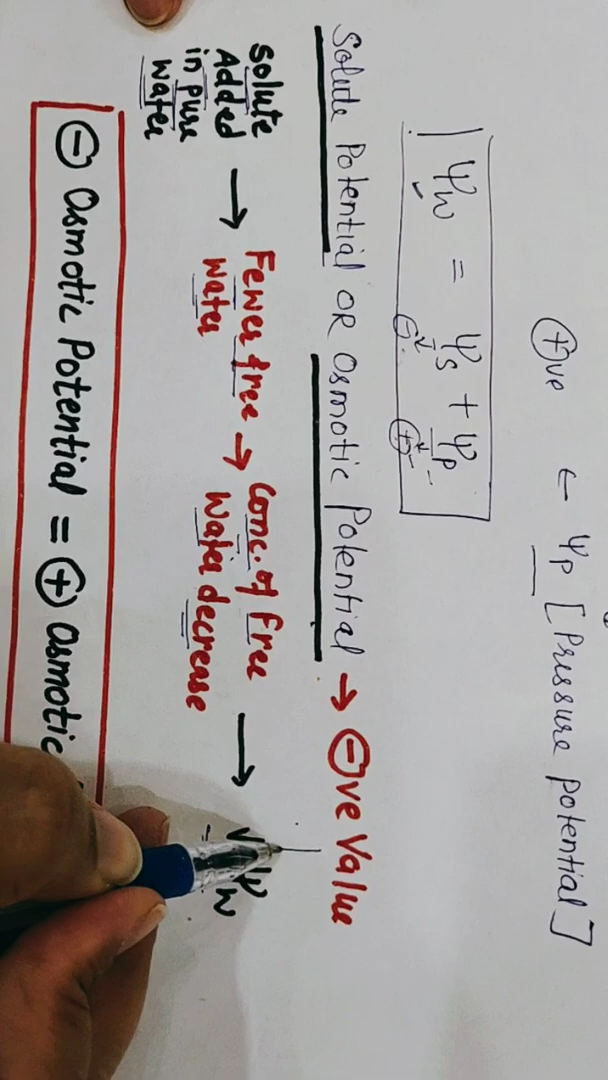 ⊕ve ← Ψp [Pressure potential]
Ψw = Ψs + Ψp
⊖ ⊕
Solute Potential OR Osmotic Potential → ⊖ve Value
Solute Added in pure water → Fewer free water → Conc. of free water decrease → ↓Ψw
⊖ Osmotic Potential = ⊕ Osmotic